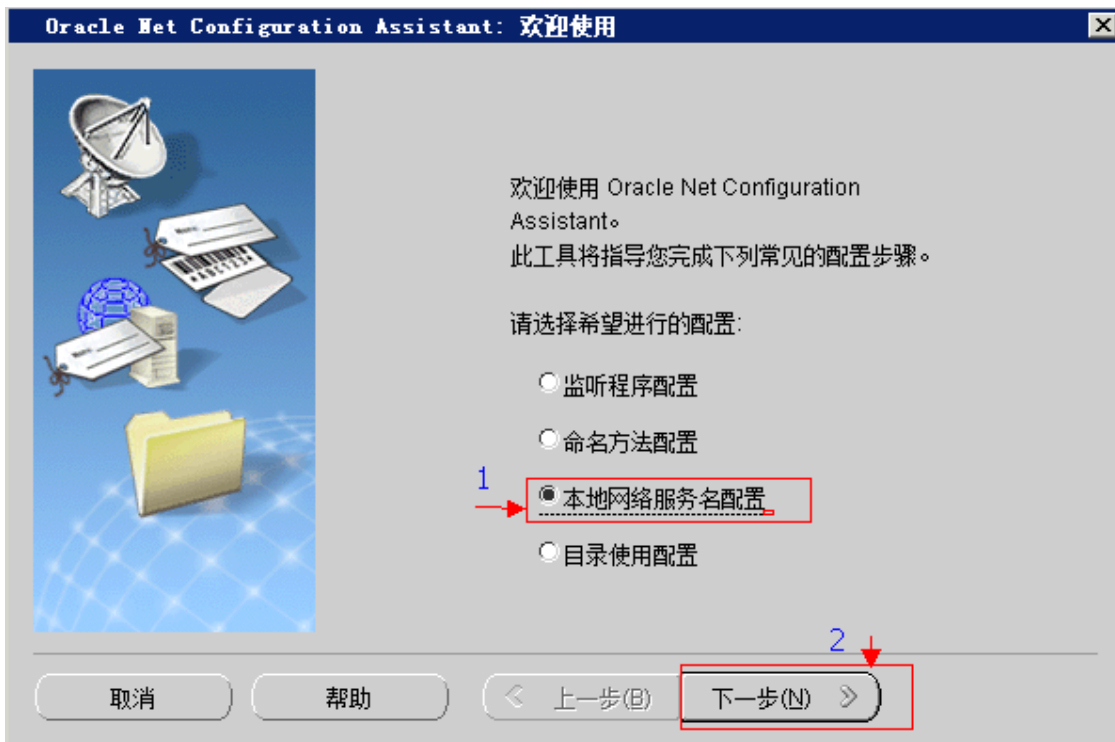 Oracle Net Configuration Assistant: 欢迎使用
欢迎使用 Oracle Net Configuration
Assistant。
此工具将指导您完成下列常见的配置步骤。
请选择希望进行的配置:
监听程序配置
命名方法配置
1
本地网络服务名配置
目录使用配置
2
取消
帮助
上一步(B)
下一步(N)